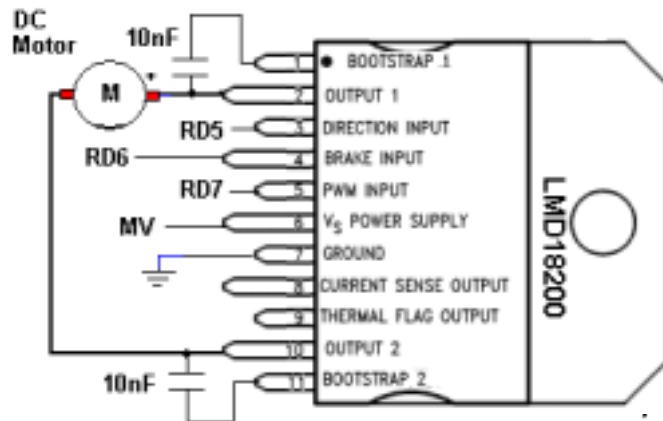 DC
Motor
10nF
M
+
1 BOOTSTRAP 1
2 OUTPUT 1
RD5 3 DIRECTION INPUT
RD6 4 BRAKE INPUT
RD7 5 PWM INPUT
MV 6 VS POWER SUPPLY
7 GROUND
8 CURRENT SENSE OUTPUT
9 THERMAL FLAG OUTPUT
10 OUTPUT 2
10nF
11 BOOTSTRAP 2
LMD18200